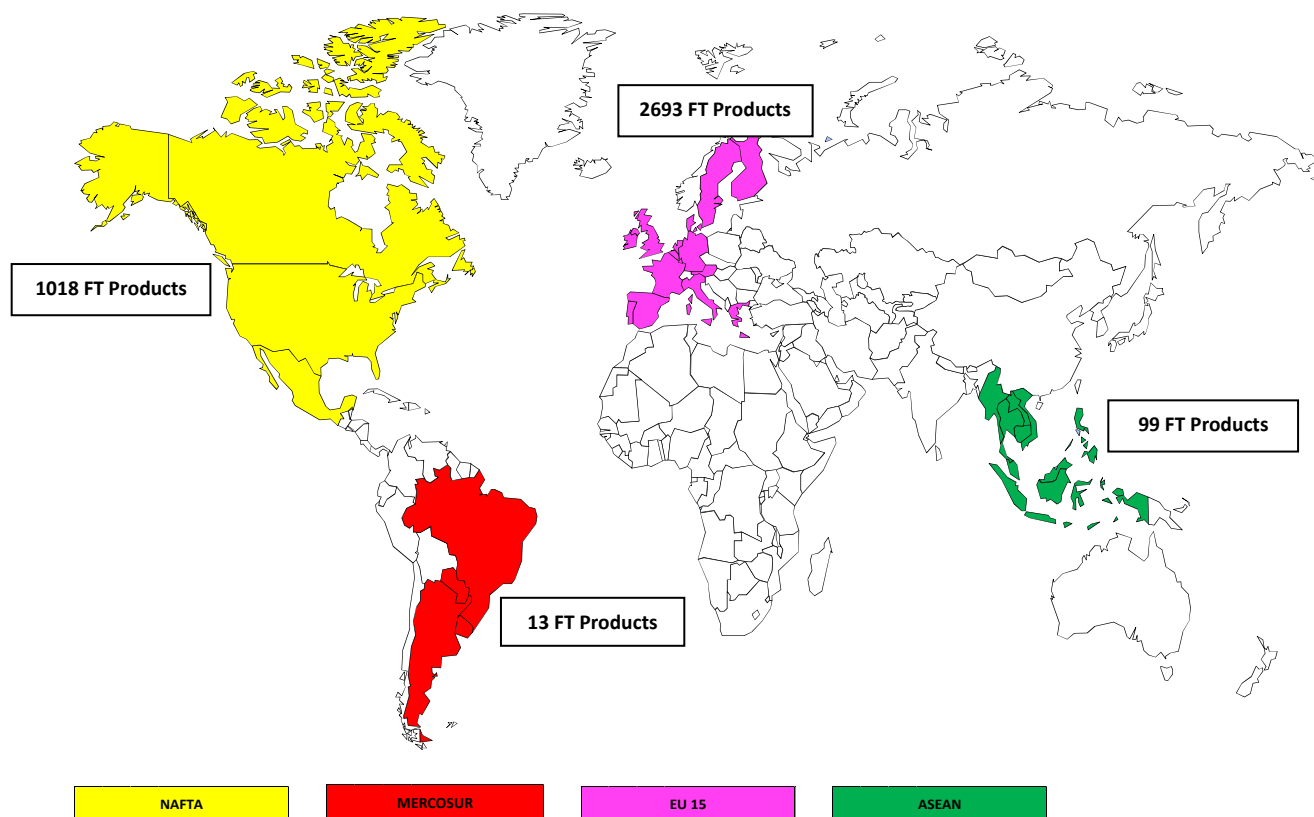 2693 FT Products
1018 FT Products
99 FT Products
13 FT Products
NAFTA
MERCOSUR
EU 15
ASEAN